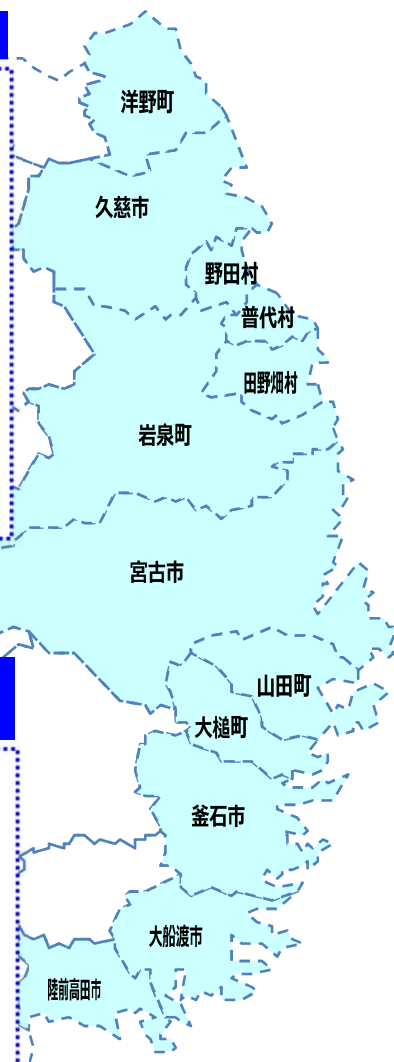 洋野町
久慈市
野田村
普代村
田野畑村
岩泉町
宮古市
山田町
大槌町
釜石市
大船渡市
陸前高田市